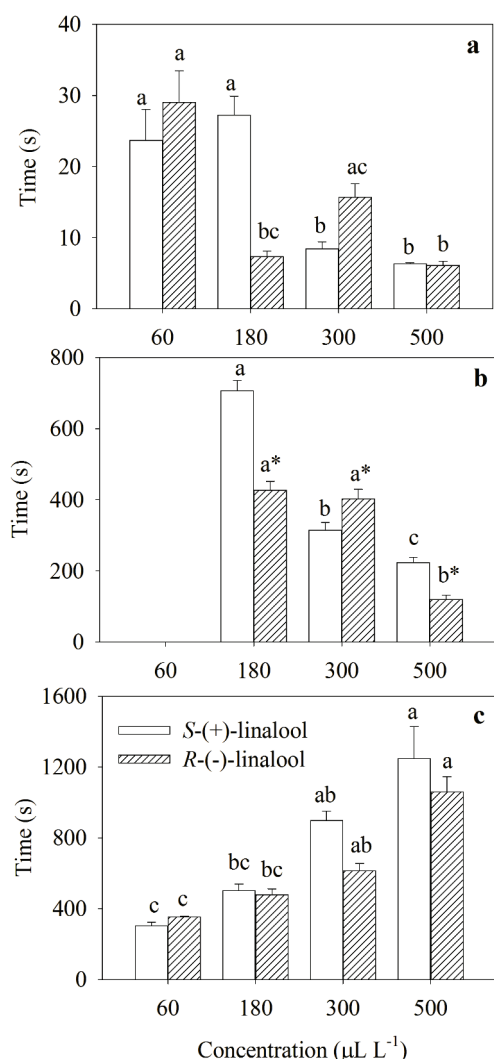 a
40
30
20
10
0
Time (s)
a
a
a
bc
b
ac
b
b
60
180
300
500
b
800
600
400
200
0
Time (s)
a
a*
b
a*
c
b*
60
180
300
500
c
1600
1200
800
400
0
Time (s)
S-(+)-linalool
R-(-)-linalool
c
c
bc
bc
ab
ab
a
a
60
180
300
500
Concentration (µL L⁻¹)